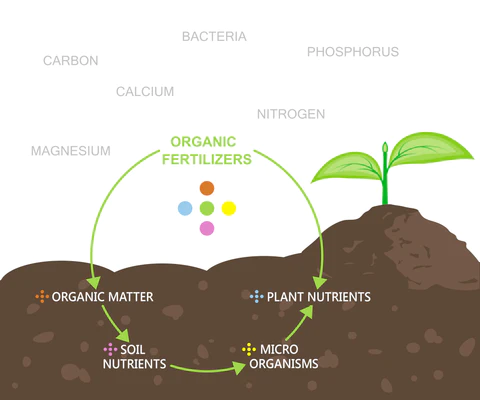 BACTERIA
PHOSPHORUS
CARBON
CALCIUM
NITROGEN
MAGNESIUM
ORGANIC
FERTILIZERS
ORGANIC MATTER
PLANT NUTRIENTS
SOIL
NUTRIENTS
MICRO
ORGANISMS